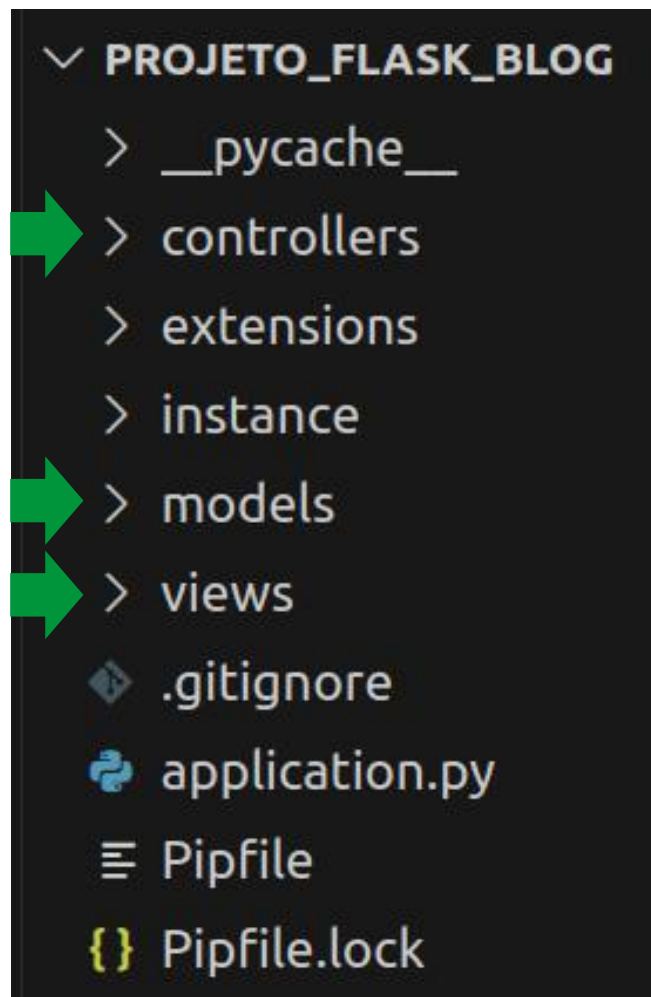 PROJETO_FLASK_BLOG
__pycache__
controllers
extensions
instance
models
views
.gitignore
application.py
Pipfile
Pipfile.lock